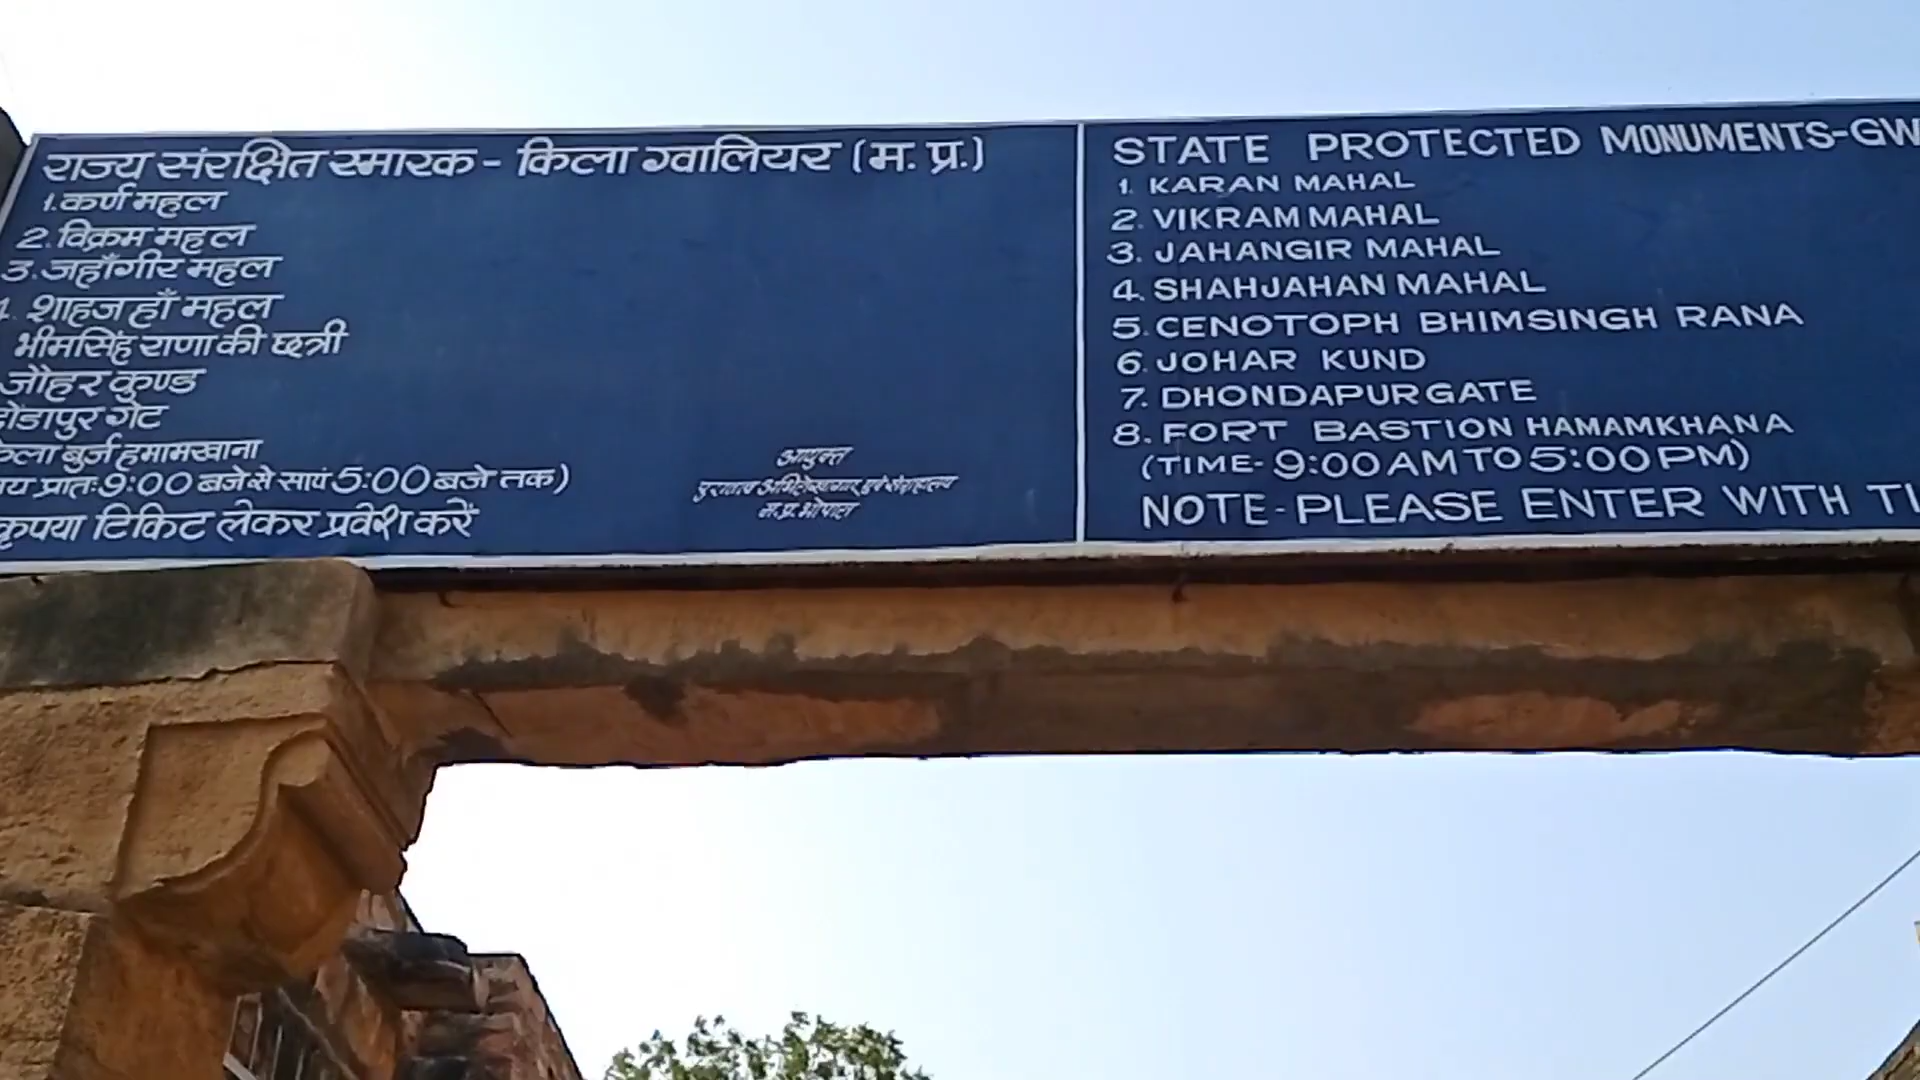 राज्य संरक्षित स्मारक - किला ग्वालियर (म. प्र.)
1. कर्ण महल
2. विक्रम महल
3. जहाँगीर महल
4. शाहजहाँ महल
भीमसिंह राणा की छत्री
जौहर कुण्ड
ढोंडापुर गेट
किला बुर्ज हमामखाना
प्रातः 9:00 बजे से सायं 5:00 बजे तक)
कृपया टिकिट लेकर प्रवेश करें
आयुक्त
पुरातत्व अभिलेखागार एवं संग्रहालय
म.प्र. भोपाल
STATE PROTECTED MONUMENTS-GW
1. KARAN MAHAL
2. VIKRAM MAHAL
3. JAHANGIR MAHAL
4. SHAHJAHAN MAHAL
5. CENOTOPH BHIMSINGH RANA
6. JOHAR KUND
7. DHONDAPUR GATE
8. FORT BASTION HAMAMKHANA
(TIME- 9:00 AM TO 5:00 PM)
NOTE - PLEASE ENTER WITH TI